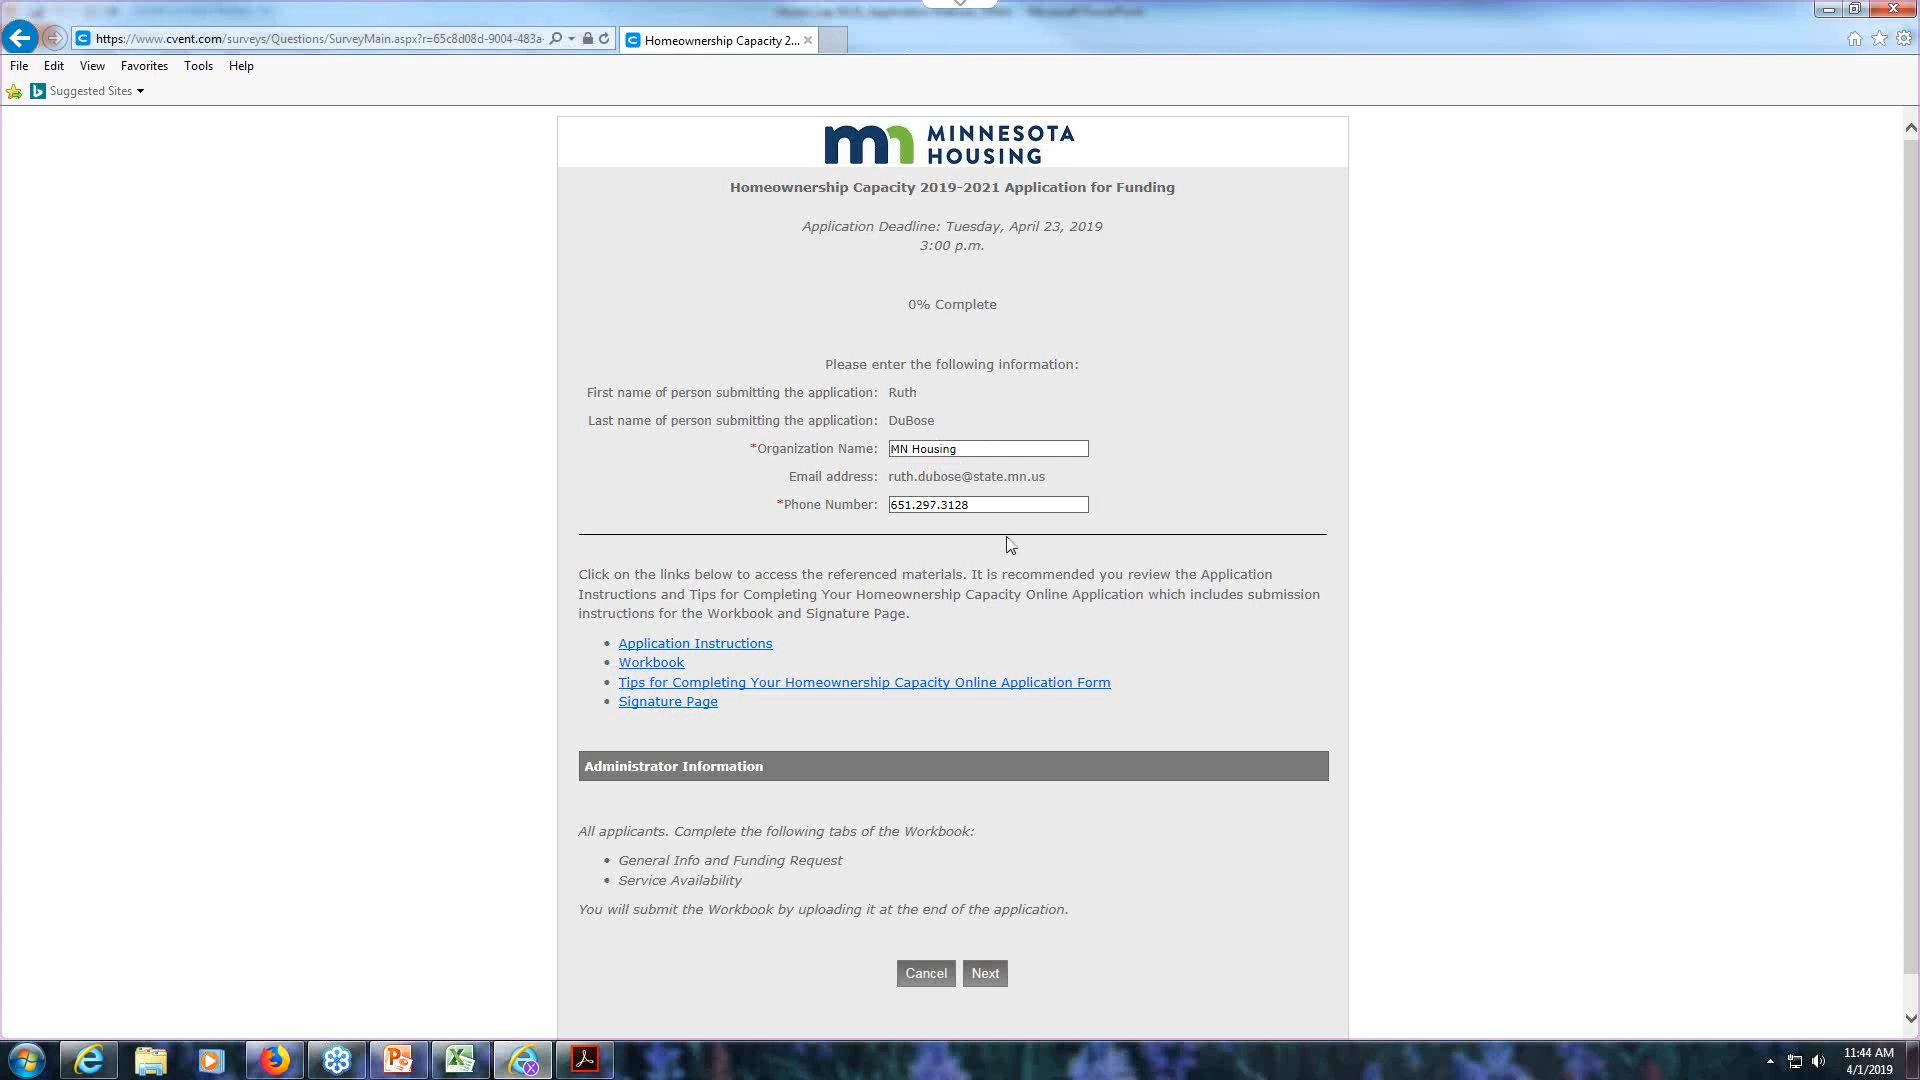 https://www.cvent.com/surveys/Questions/SurveyMain.aspx?r=65c8d08d-9004-483a-
Homeownership Capacity 2...
File Edit View Favorites Tools Help
Suggested Sites
MINNESOTA
HOUSING
Homeownership Capacity 2019-2021 Application for Funding
Application Deadline: Tuesday, April 23, 2019
3:00 p.m.
0% Complete
Please enter the following information:
First name of person submitting the application: Ruth
Last name of person submitting the application: DuBose
*Organization Name: MN Housing
Email address: ruth.dubose@state.mn.us
*Phone Number: 651.297.3128
Click on the links below to access the referenced materials. It is recommended you review the Application
Instructions and Tips for Completing Your Homeownership Capacity Online Application which includes submission
instructions for the Workbook and Signature Page.
• Application Instructions
• Workbook
• Tips for Completing Your Homeownership Capacity Online Application Form
• Signature Page
Administrator Information
All applicants. Complete the following tabs of the Workbook:
• General Info and Funding Request
• Service Availability
You will submit the Workbook by uploading it at the end of the application.
Cancel Next
11:44 AM
4/1/2019